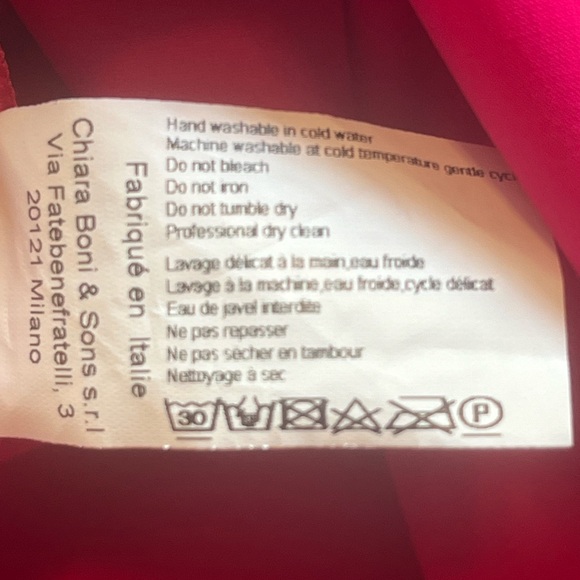 Hand washable in cold water
Machine washable at cold temperature gentle
Do not bleach
Do not iron
Do not tumble dry
Professional dry clean
Lavage délicat à la main,eau froide
Lavage à la machine,eau froide,cycle délicat
Eau de javel interdite
Ne pas repasser
Ne pas sècher en tambour
Nettoyage à sec
30
P
Fabriqué en Italie
Chiara Boni & Sons s.r.l
Via Fatebenefratelli, 3
20121 Milano